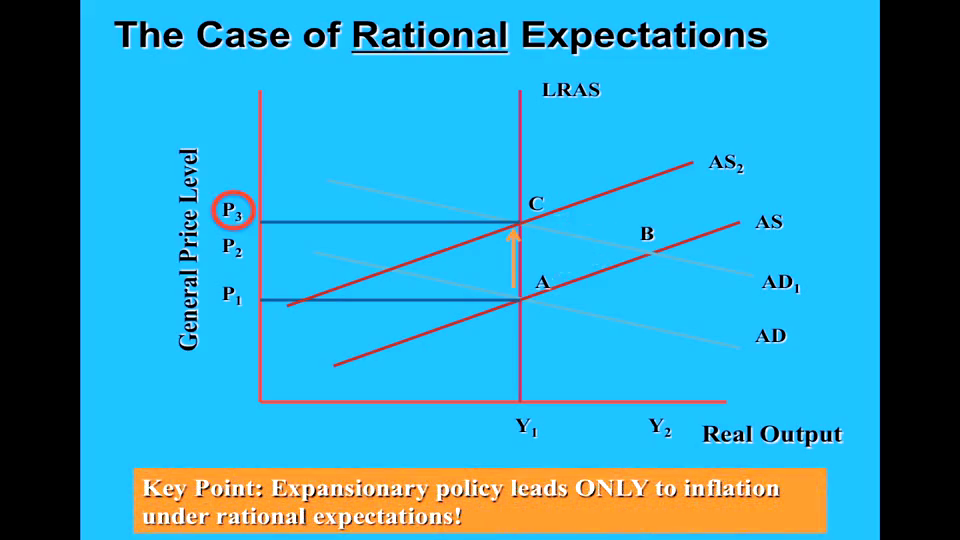 The Case of Rational Expectations
LRAS
AS₂
General Price Level
P₃
C
AS
P₂
B
P₁
A
AD₁
AD
Y₁
Y₂
Real Output
Key Point: Expansionary policy leads ONLY to inflation
under rational expectations!